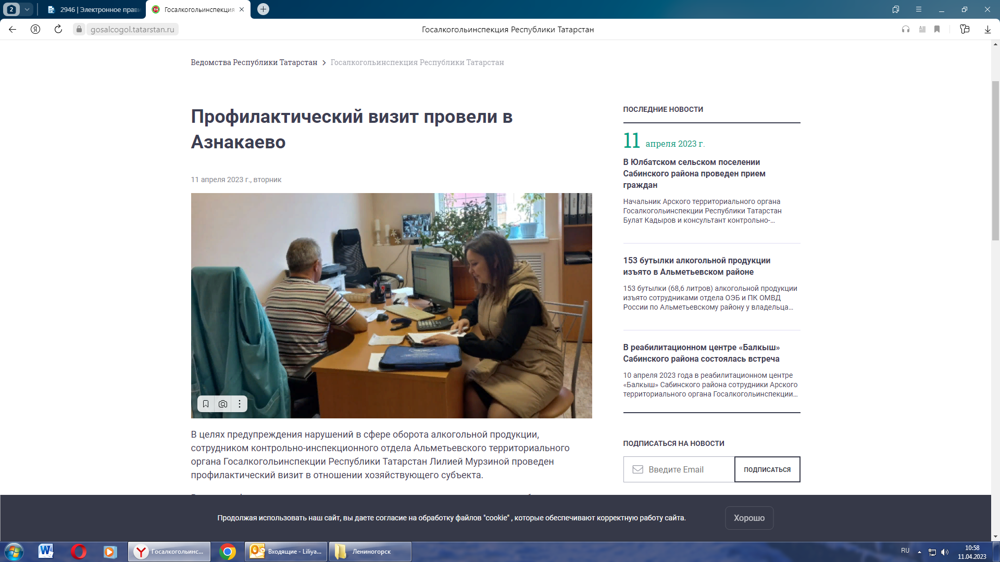 2
2946 | Электронное прави
Госалкогольинспекция
gosalcogol.tatarstan.ru
Госалкогольинспекция Республики Татарстан
Ведомства Республики Татарстан
Госалкогольинспекция Республики Татарстан
Профилактический визит провели в
Азнакаево
11 апреля 2023 г., вторник
В целях предупреждения нарушений в сфере оборота алкогольной продукции,
сотрудником контрольно-инспекционного отдела Альметьевского территориального
органа Госалкогольинспекции Республики Татарстан Лилией Мурзиной проведен
профилактический визит в отношении хозяйствующего субъекта.
ПОСЛЕДНИЕ НОВОСТИ
11 апреля 2023 г.
В Юлбатском сельском поселении
Сабинского района проведен прием
граждан
Начальник Арского территориального органа
Госалкогольинспекции Республики Татарстан
Булат Кадыров и консультант контрольно-...
153 бутылки алкогольной продукции
изъято в Альметьевском районе
153 бутылки (68,6 литров) алкогольной продукции
изъято сотрудниками отдела ОЭБ и ПК ОМВД
России по Альметьевскому району у владельца...
В реабилитационном центре «Балкыш»
Сабинского района состоялась встреча
10 апреля 2023 года в реабилитационном центре
«Балкыш» Сабинского района сотрудники Арского
территориального органа Госалкогольинспекции...
ПОДПИСАТЬСЯ НА НОВОСТИ
Введите Email
ПОДПИСАТЬСЯ
Продолжая использовать наш сайт, вы даете согласие на обработку файлов "cookie" , которые обеспечивают корректную работу сайта.
Хорошо
Госалкогольинс...
Входящие - Liliya...
Лениногорск
RU
10:58
11.04.2023